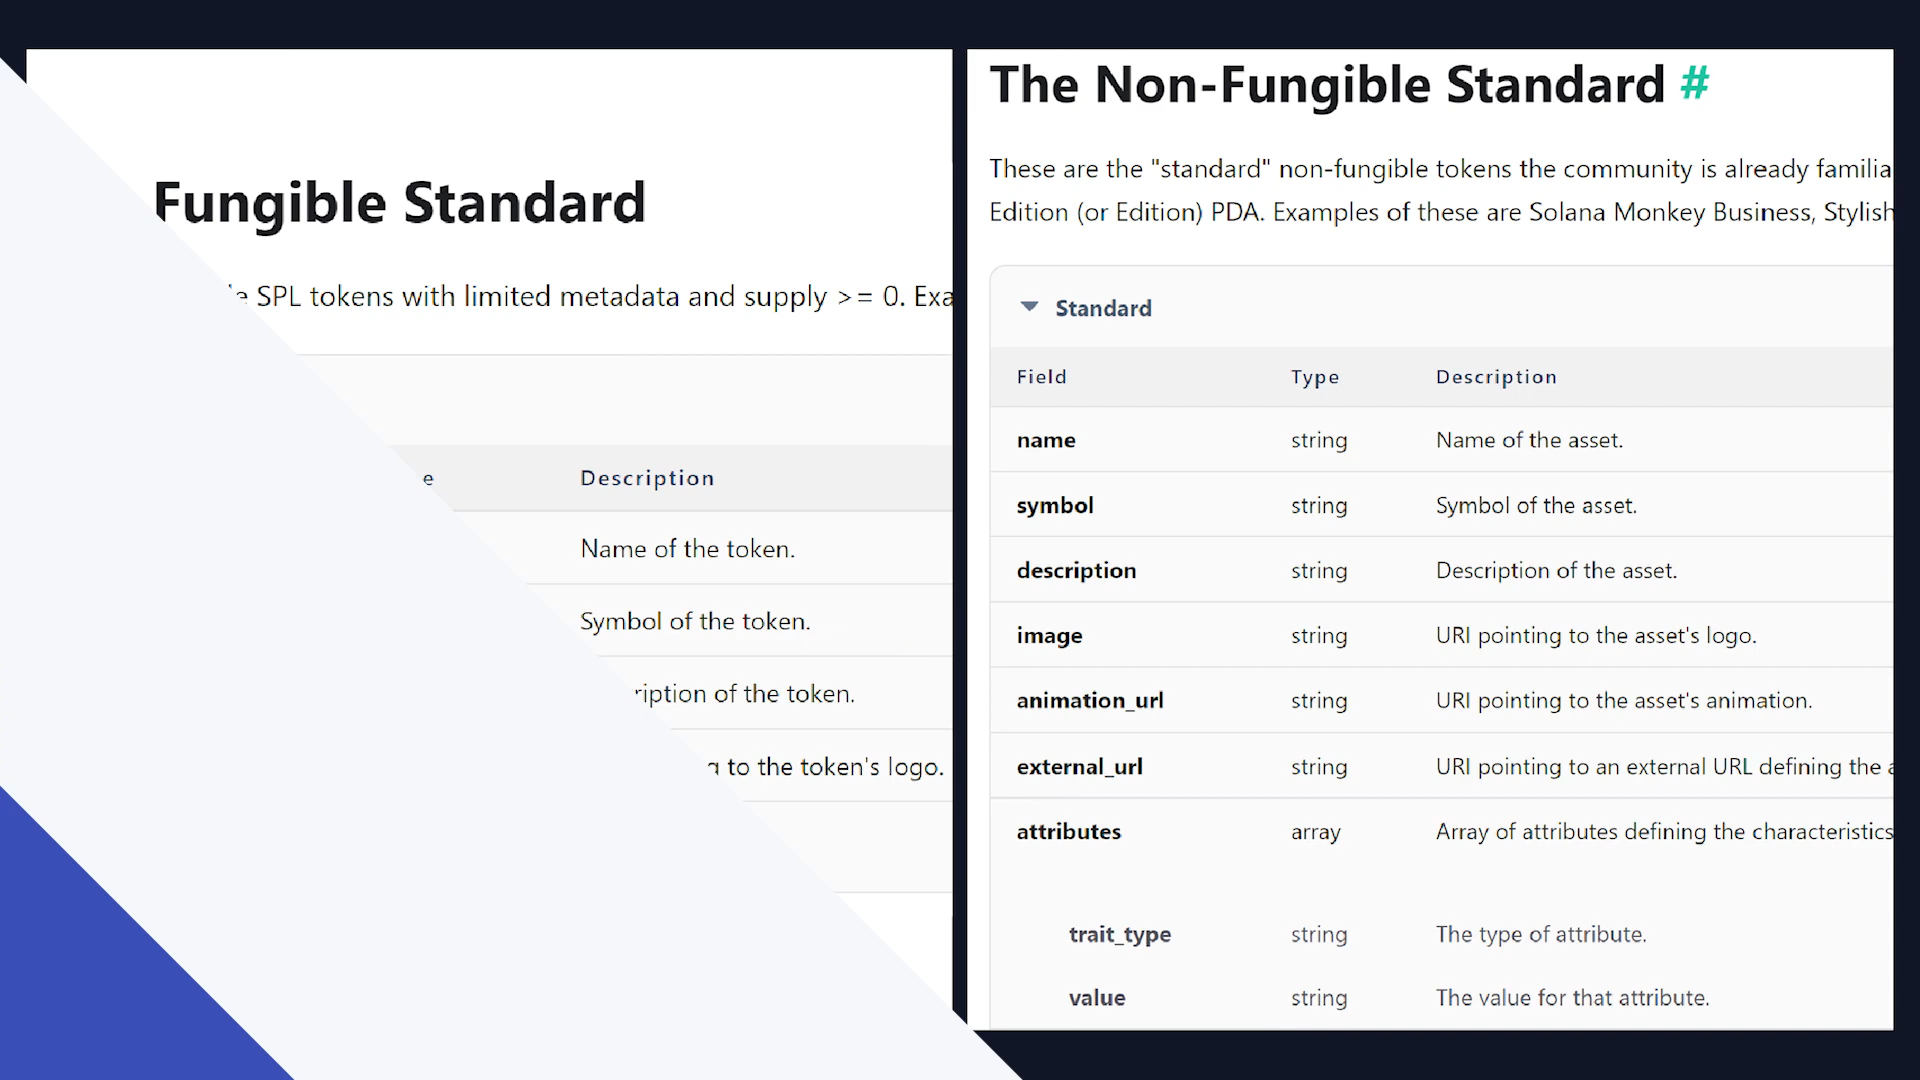 Fungible Standard
SPL tokens with limited metadata and supply >= 0.
Description
Name of the token.
Symbol of the token.
of the token.
to the token's logo.
The Non-Fungible Standard #
These are the "standard" non-fungible tokens the community is already
Edition (or Edition) PDA. Examples of these are Solana Monkey Business,
Standard
Field Type Description
name string Name of the asset.
symbol string Symbol of the asset.
description string Description of the asset.
image string URI pointing to the asset's logo.
animation_url string URI pointing to the asset's animation.
external_url string URI pointing to an external URL defining the
attributes array Array of attributes defining the characteristics
trait_type string The type of attribute.
value string The value for that attribute.